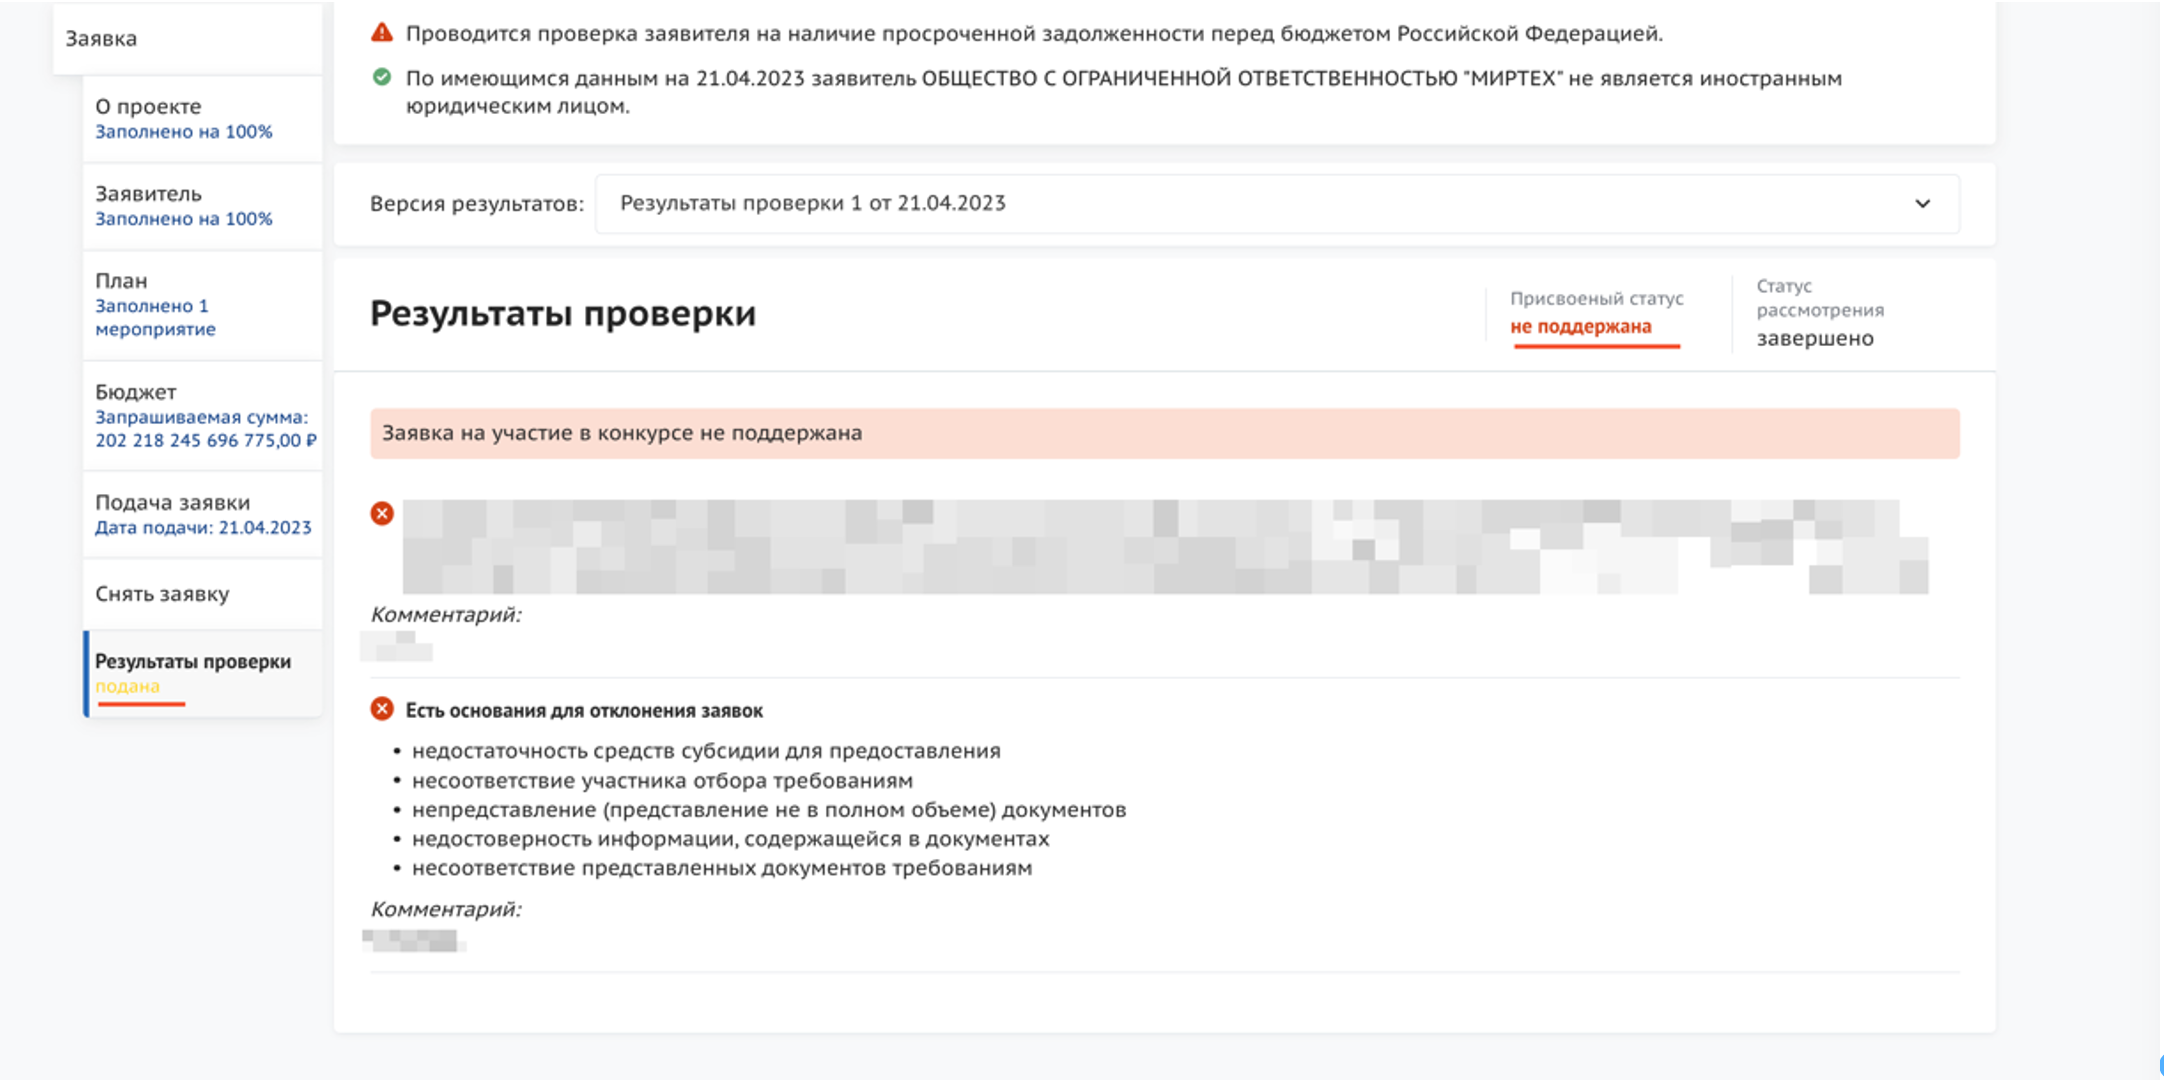 Заявка
О проекте
Заполнено на 100%
Заявитель
Заполнено на 100%
План
Заполнено 1
мероприятие
Бюджет
Запрашиваемая сумма:
202 218 245 696 775,00 ₽
Подача заявки
Дата подачи: 21.04.2023
Снять заявку
Результаты проверки
подана
Проводится проверка заявителя на наличие просроченной задолженности перед бюджетом Российской Федерацией.
По имеющимся данным на 21.04.2023 заявитель ОБЩЕСТВО С ОГРАНИЧЕННОЙ ОТВЕТСТВЕННОСТЬЮ "МИРТЕХ" не является иностранным
юридическим лицом.
Версия результатов:
Результаты проверки 1 от 21.04.2023
Результаты проверки
Присвоеный статус
не поддержана
Статус
рассмотрения
завершено
Заявка на участие в конкурсе не поддержана
Комментарий:
Есть основания для отклонения заявок
• недостаточность средств субсидии для предоставления
• несоответствие участника отбора требованиям
• непредставление (представление не в полном объеме) документов
• недостоверность информации, содержащейся в документах
• несоответствие представленных документов требованиям
Комментарий: